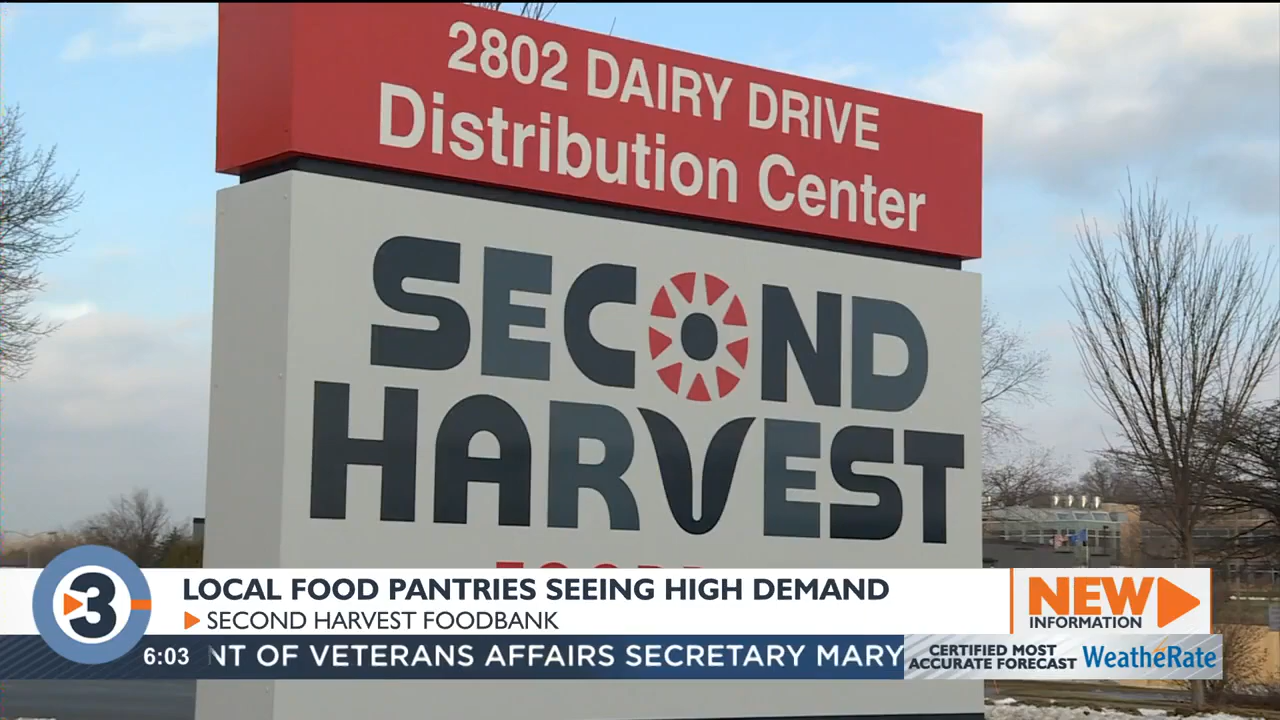 2802 DAIRY DRIVE
Distribution Center
SECOND
HARVEST
LOCAL FOOD PANTRIES SEEING HIGH DEMAND
SECOND HARVEST FOODBANK
NEW
INFORMATION
3
6:03
NT OF VETERANS AFFAIRS SECRETARY MARY
CERTIFIED MOST
ACCURATE FORECAST
WeatheRate